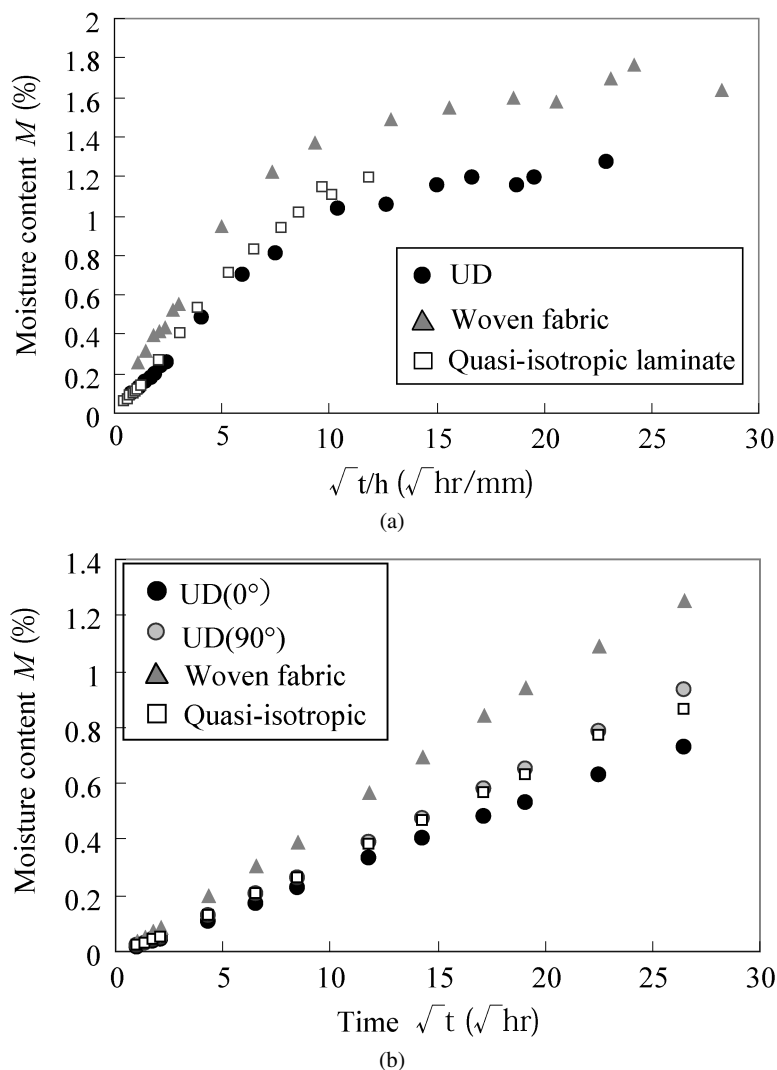 2
1.8
1.6
1.4
1.2
1
0.8
0.6
0.4
0.2
0
Moisture content M (%)
UD
Woven fabric
Quasi-isotropic laminate
0 5 10 15 20 25 30
√t/h (√hr/mm)
(a)
1.4
1.2
1
0.8
0.6
0.4
0.2
0
Moisture content M (%)
UD(0°)
UD(90°)
Woven fabric
Quasi-isotropic
0 5 10 15 20 25 30
Time √t (√hr)
(b)